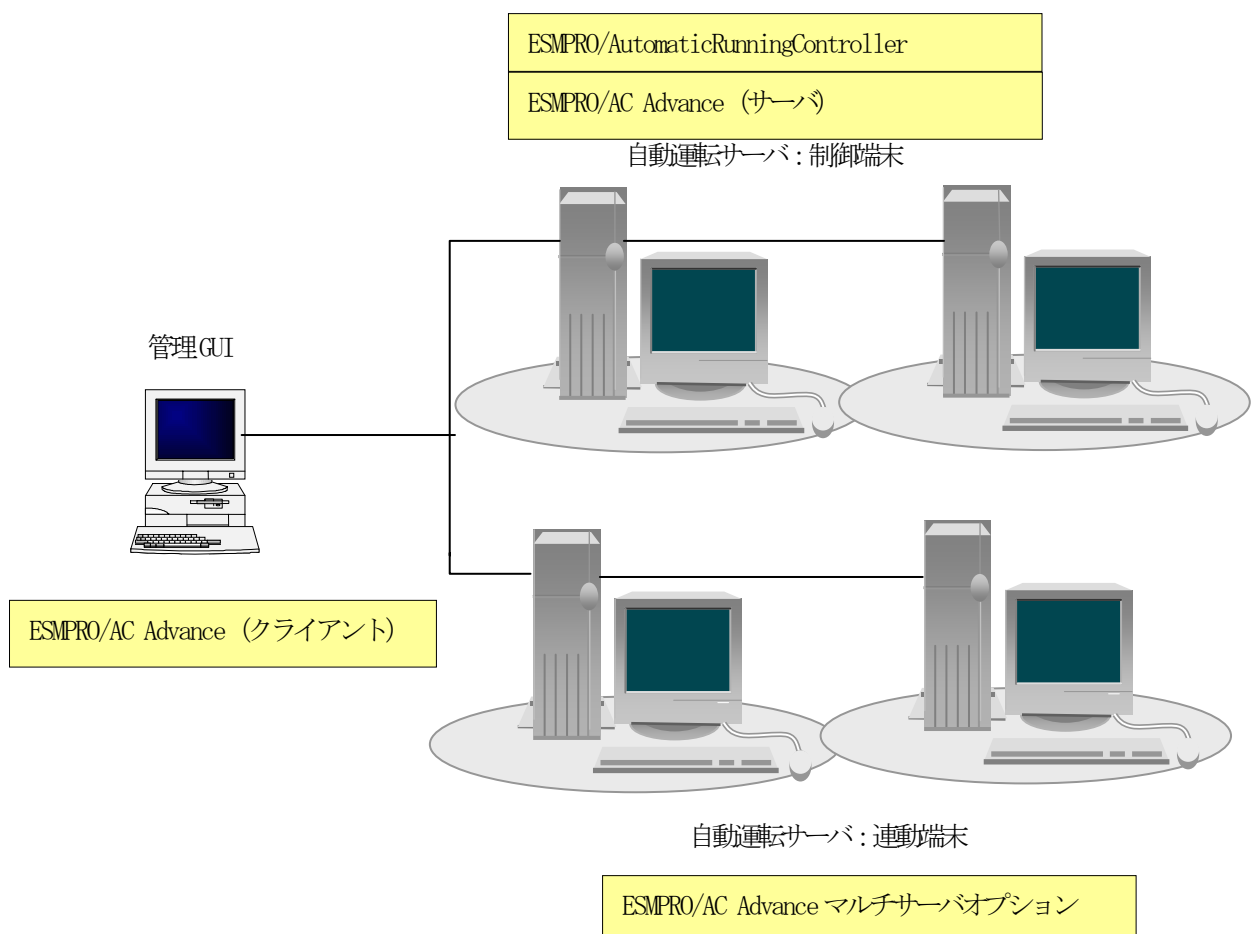 ESMPRO/AutomaticRunningController
ESMPRO/AC Advance (サーバ)
自動運転サーバ：制御端末
管理GUI
ESMPRO/AC Advance (クライアント)
自動運転サーバ：連動端末
ESMPRO/AC Advance マルチサーバオプション